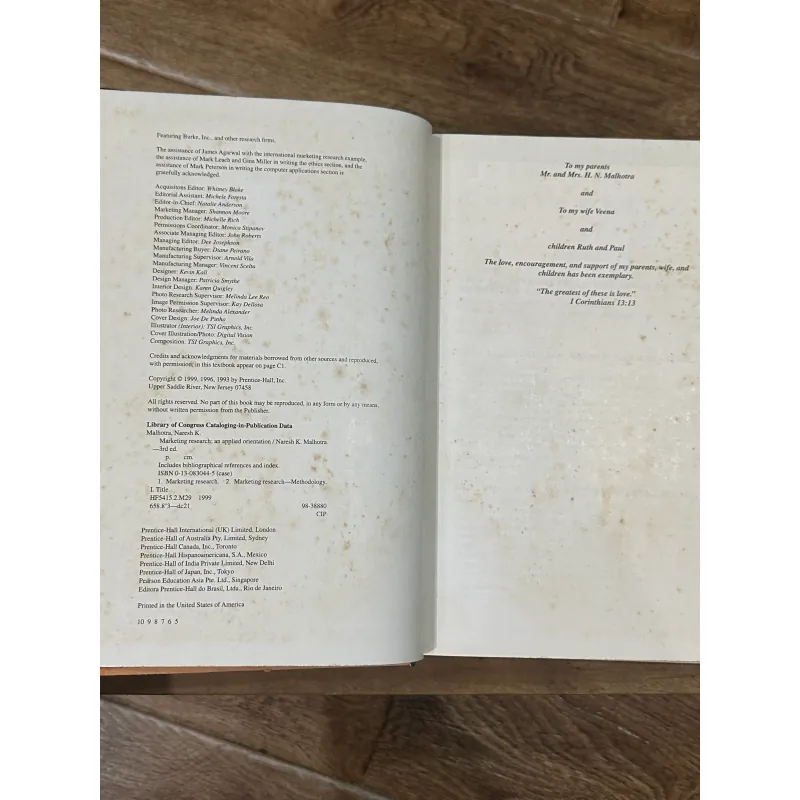 Featuring Burke, Inc., and other research firms.
The assistance of James Agarwal with the international marketing research example,
the assistance of Mark Leach and Gina Miller in writing the ethics section, and the
assistance of Mark Peterson in writing the computer applications section is
gratefully acknowledged.
Acquisitions Editor: Whitney Blake
Editorial Assistant: Michele Foresta
Editor-in-Chief: Natalie Anderson
Marketing Manager: Shannon Moore
Production Editor: Michelle Rich
Permissions Coordinator: Monica Stipanov
Associate Managing Editor: John Roberts
Managing Editor: Dee Josephson
Manufacturing Buyer: Diane Peirano
Manufacturing Supervisor: Arnold Vila
Manufacturing Manager: Vincent Scelta
Designer: Kevin Kall
Design Manager: Patricia Smythe
Interior Design: Karen Quigley
Photo Research Supervisor: Melinda Lee Reo
Image Permission Supervisor: Kay Dellosa
Photo Researcher: Melinda Alexander
Cover Design: Joe De Pinho
Illustrator (Interior): TSI Graphics, Inc.
Cover Illustration/Photo: Digital Vision
Composition: TSI Graphics, Inc.
Credits and acknowledgments for materials borrowed from other sources and reproduced,
with permission, in this textbook appear on page C1.
Copyright © 1999, 1996, 1993 by Prentice-Hall, Inc.
Upper Saddle River, New Jersey 07458
All rights reserved. No part of this book may be reproduced, in any form or by any means,
without written permission from the Publisher.
Library of Congress Cataloging-in-Publication Data
Malhotra, Naresh K.
Marketing research: an applied orientation / Naresh K. Malhotra.
—3rd ed.
p. cm.
Includes bibliographical references and index.
ISBN 0-13-083044-5 (case)
1. Marketing research. 2. Marketing research—Methodology.
I. Title.
HF5415.2.M29 1999
658.8'3—dc21 98-38880
CIP
Prentice-Hall International (UK) Limited, London
Prentice-Hall of Australia Pty. Limited, Sydney
Prentice-Hall Canada, Inc., Toronto
Prentice-Hall Hispanoamericana, S.A., Mexico
Prentice-Hall of India Private Limited, New Delhi
Prentice-Hall of Japan, Inc., Tokyo
Pearson Education Asia Pte. Ltd., Singapore
Editora Prentice-Hall do Brasil, Ltda., Rio de Janeiro
Printed in the United States of America
10 9 8 7 6 5
To my parents
Mr. and Mrs. H. N. Malhotra
and
To my wife Veena
and
children Ruth and Paul
The love, encouragement, and support of my parents, wife, and
children has been exemplary.
"The greatest of these is love."
I Corinthians 13:13